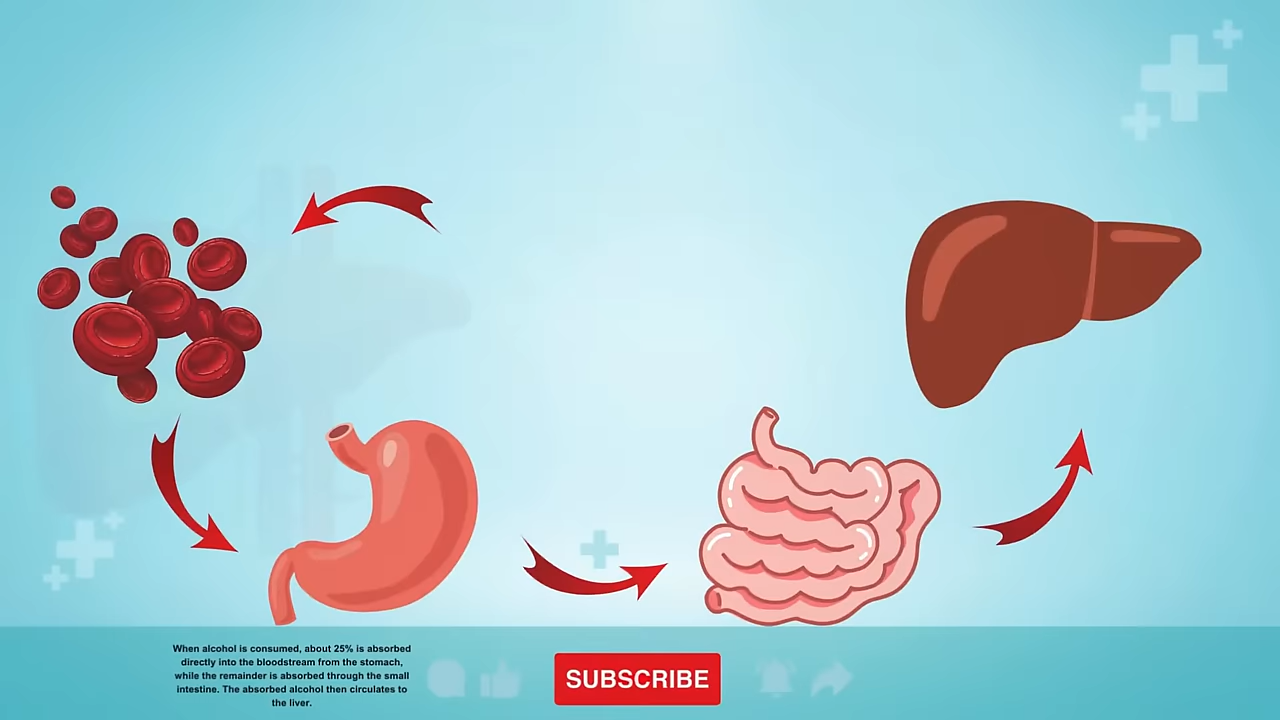 When alcohol is consumed, about 25% is absorbed
directly into the bloodstream from the stomach,
while the remainder is absorbed through the small
intestine. The absorbed alcohol then circulates to
the liver.
SUBSCRIBE